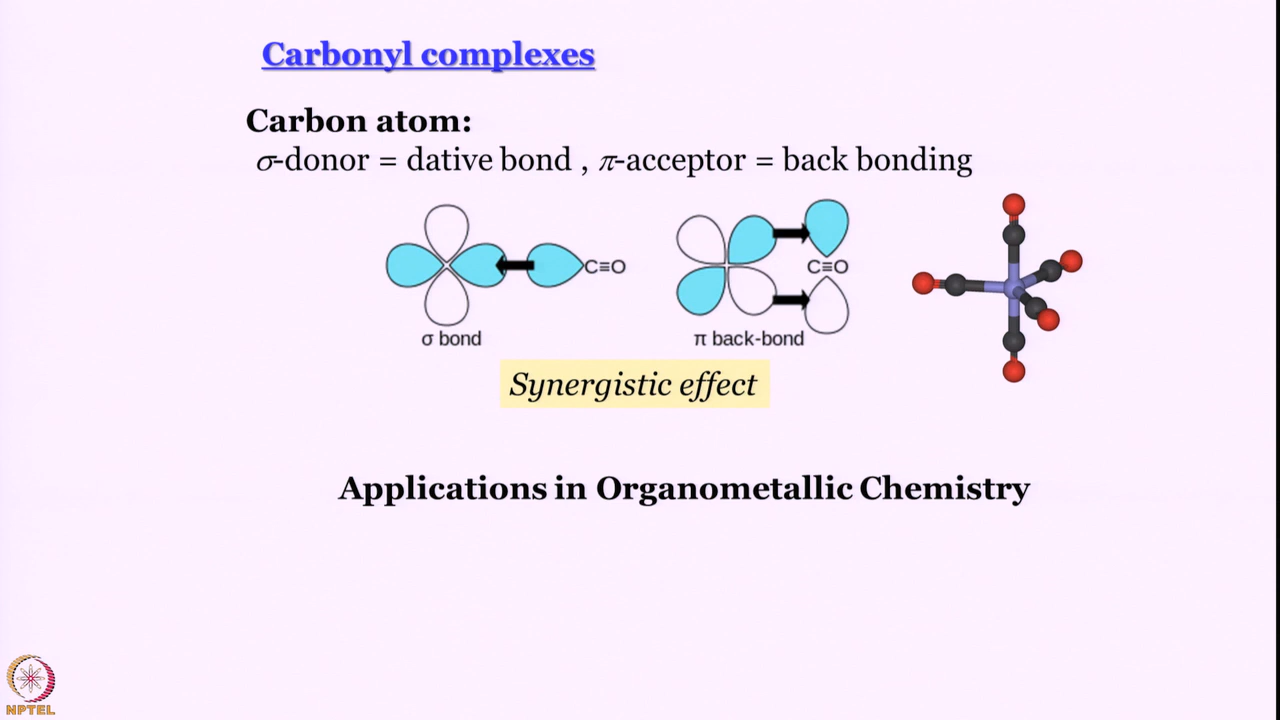 Carbonyl complexes
Carbon atom:
σ-donor = dative bond , π-acceptor = back bonding
C≡O
C≡O
σ bond
π back-bond
Synergistic effect
Applications in Organometallic Chemistry
NPTEL